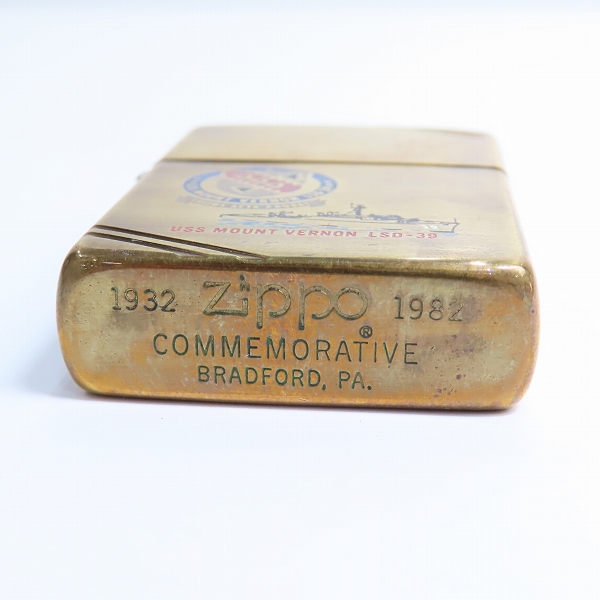 USS MOUNT VERNON LSD-39
1932 Zippo® 1982
COMMEMORATIVE
BRADFORD, PA.